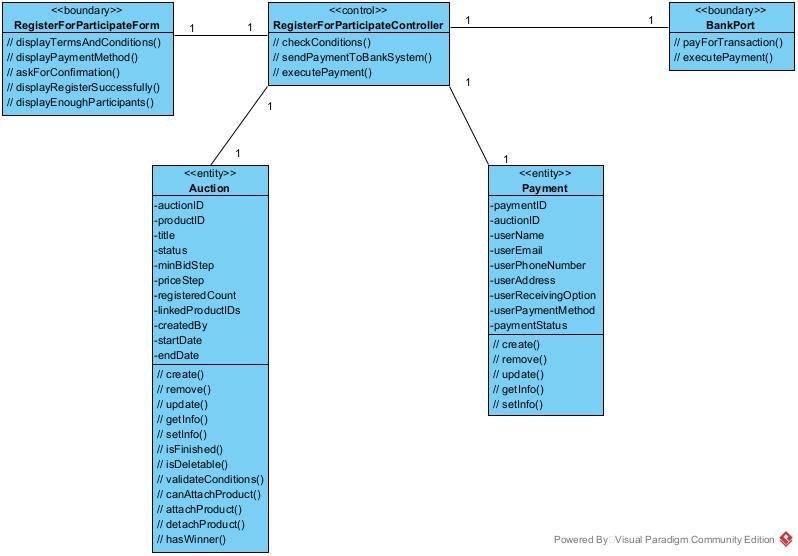 <<boundary>>
RegisterForParticipateForm
// displayTermsAndConditions()
// displayPaymentMethod()
// askForConfirmation()
// displayRegisterSuccessfully()
// displayEnoughParticipants()
1
1
<<control>>
RegisterForParticipateController
// checkConditions()
// sendPaymentToBankSystem()
// executePayment()
1
1
<<boundary>>
BankPort
// payForTransaction()
// executePayment()
1
1
1
1
<<entity>>
Auction
-auctionID
-productID
-title
-status
-minBidStep
-priceStep
-registeredCount
-linkedProductIDs
-createdBy
-startDate
-endDate
// create()
// remove()
// update()
// getInfo()
// setInfo()
// isFinished()
// isDeletable()
// validateConditions()
// canAttachProduct()
// attachProduct()
// detachProduct()
// hasWinner()
<<entity>>
Payment
-paymentID
-auctionID
-userName
-userEmail
-userPhoneNumber
-userAddress
-userReceivingOption
-userPaymentMethod
-paymentStatus
// create()
// remove()
// update()
// getInfo()
// setInfo()
Powered By Visual Paradigm Community Edition